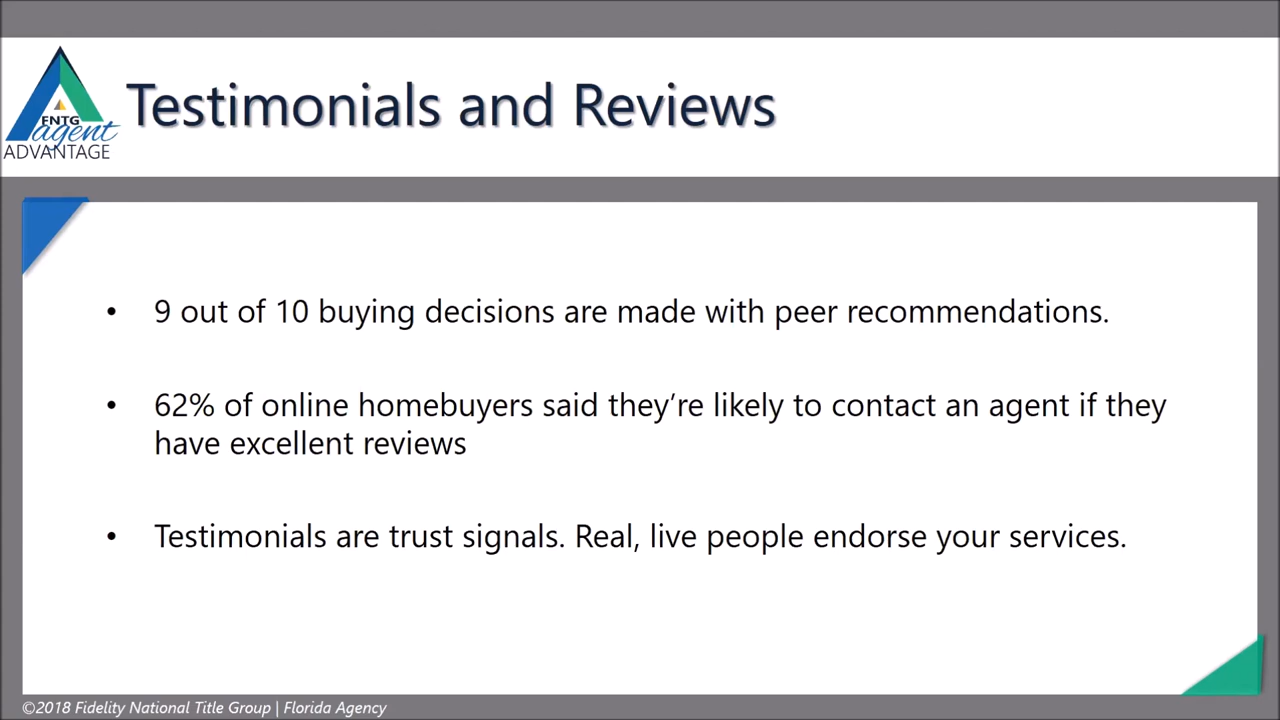 Testimonials and Reviews
FNTG
agent
ADVANTAGE
• 9 out of 10 buying decisions are made with peer recommendations.
• 62% of online homebuyers said they’re likely to contact an agent if they
have excellent reviews
• Testimonials are trust signals. Real, live people endorse your services.
©2018 Fidelity National Title Group | Florida Agency